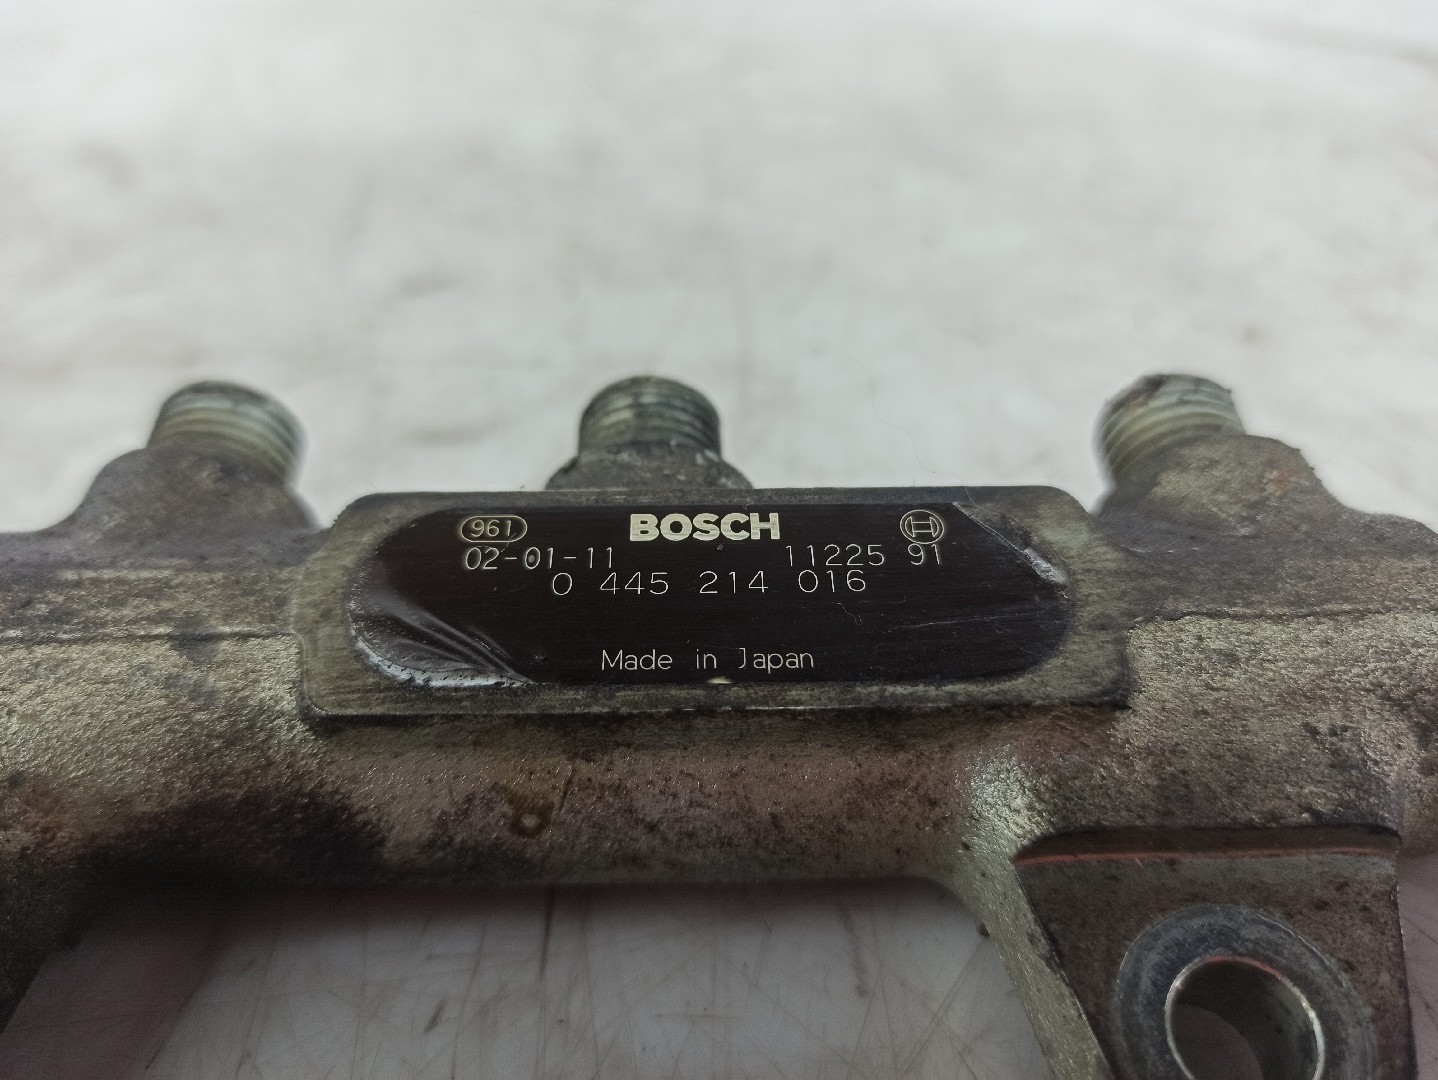 961 BOSCH
02-01-11 11225 91
0 445 214 016
Made in Japan